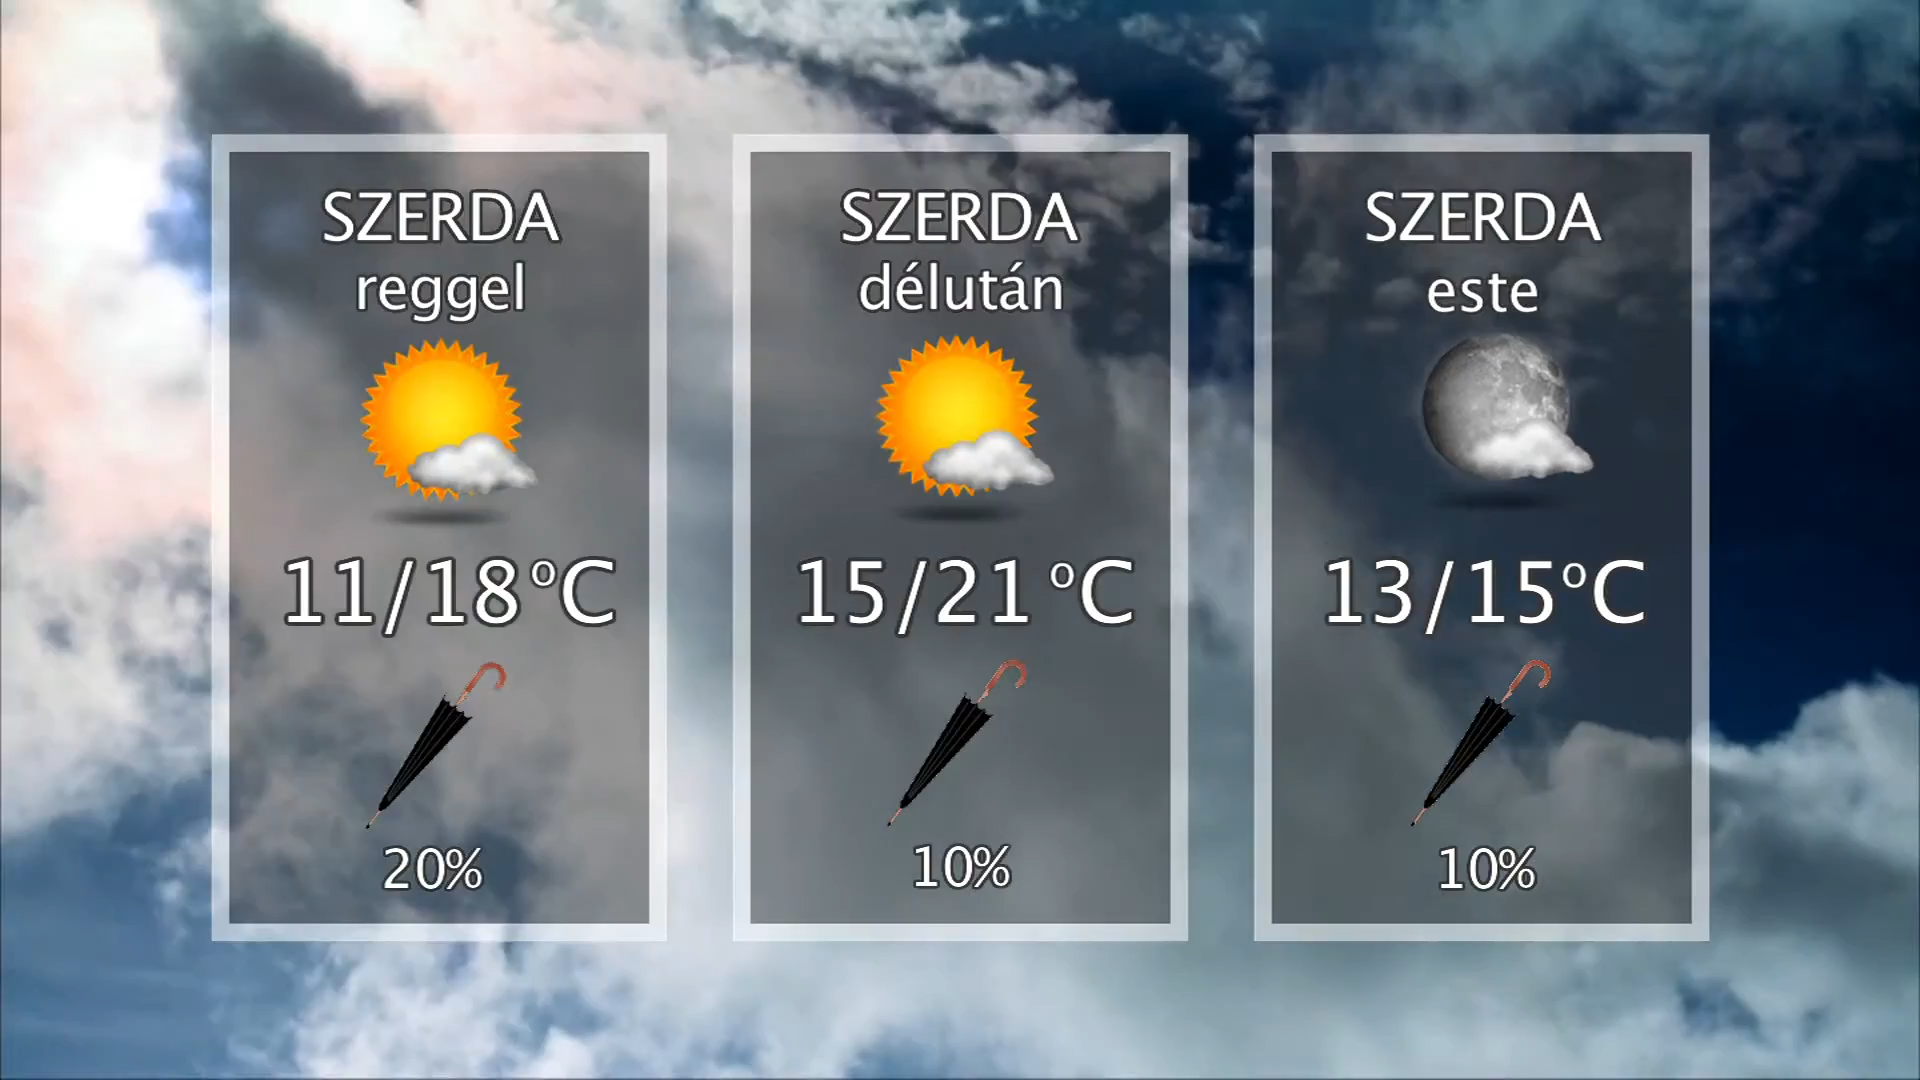 SZERDA
reggel
11/18°C
20%
SZERDA
délután
15/21 °C
10%
SZERDA
este
13/15°C
10%